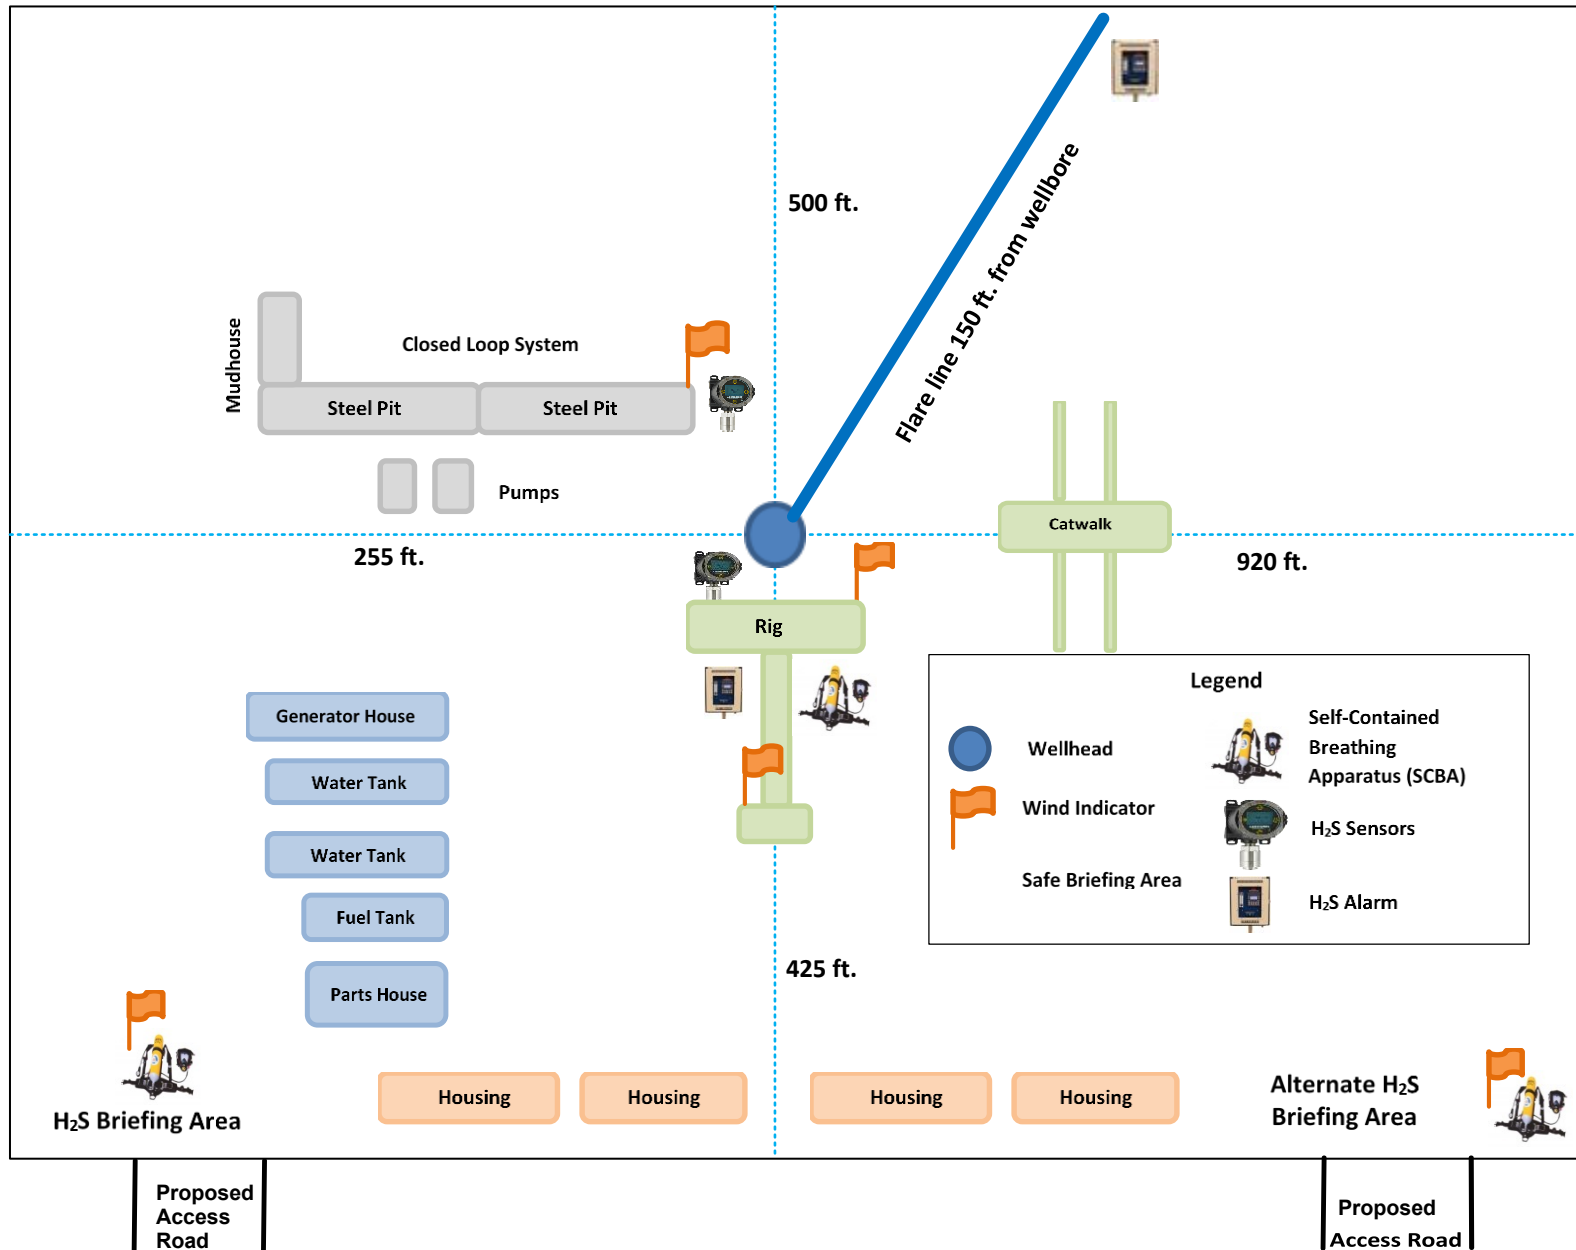 500 ft.
Flare line 150 ft. from wellbore
Mudhouse
Closed Loop System
Steel Pit
Steel Pit
Pumps
Catwalk
255 ft.
920 ft.
Rig
Generator House
Water Tank
Water Tank
Fuel Tank
Parts House
Legend
Wellhead
Wind Indicator
Safe Briefing Area
Self-Contained
Breathing
Apparatus (SCBA)
H₂S Sensors
H₂S Alarm
425 ft.
H₂S Briefing Area
Housing
Housing
Housing
Housing
Alternate H₂S
Briefing Area
Proposed
Access
Road
Proposed
Access Road